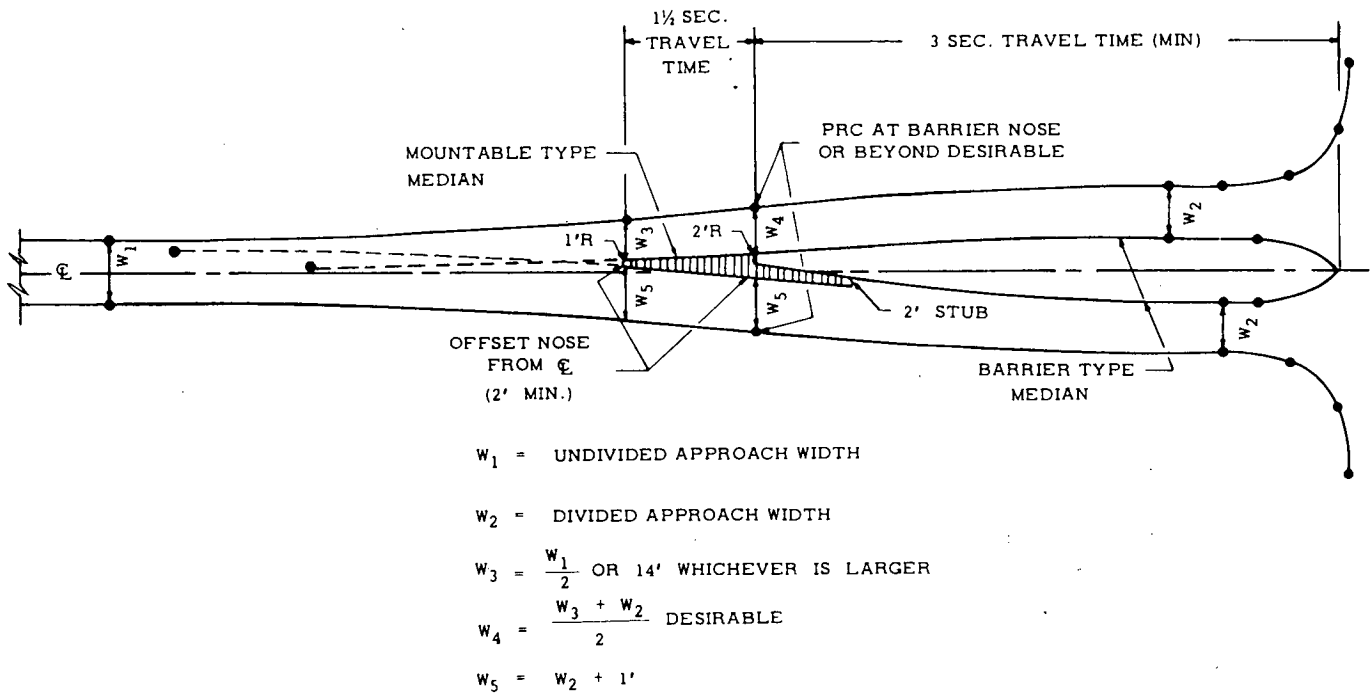 1½ SEC.
TRAVEL
TIME
3 SEC. TRAVEL TIME (MIN)
PRC AT BARRIER NOSE
OR BEYOND DESIRABLE
MOUNTABLE TYPE
MEDIAN
W1
℄
1'R
W3
2'R
W4
W2
W5
W5
2' STUB
W2
OFFSET NOSE
FROM ℄
(2' MIN.)
BARRIER TYPE
MEDIAN
W1 = UNDIVIDED APPROACH WIDTH
W2 = DIVIDED APPROACH WIDTH
W3 = W1/2 OR 14' WHICHEVER IS LARGER
W4 = W3 + W2/2 DESIRABLE
W5 = W2 + 1'